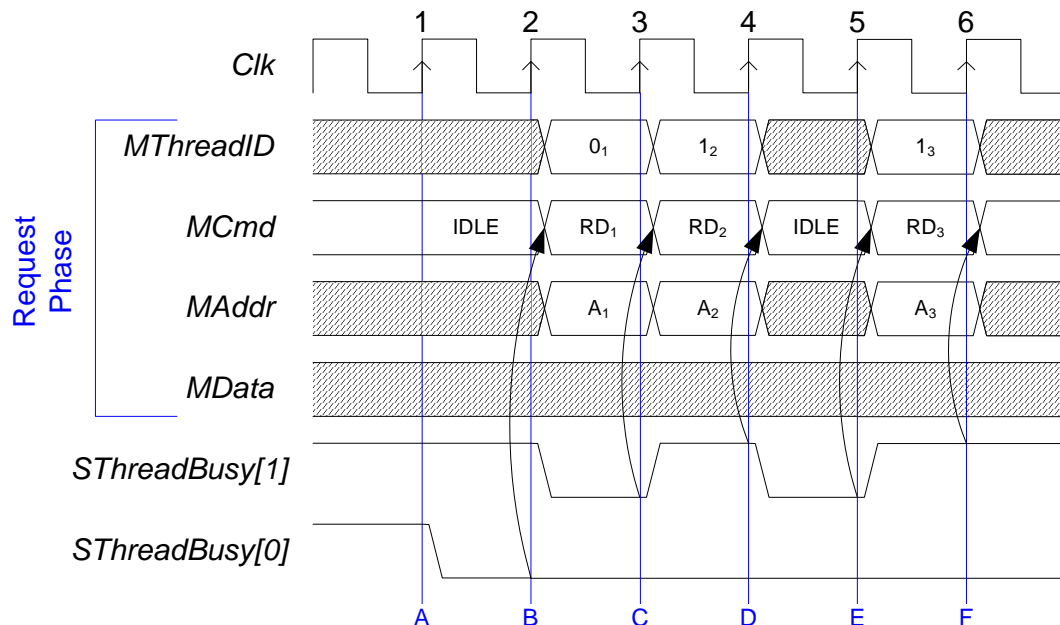 1 2 3 4 5 6
Clk
MThreadID 0₁ 1₂ 1₃
MCmd IDLE RD₁ RD₂ IDLE RD₃
Request
Phase
MAddr A₁ A₂ A₃
MData
SThreadBusy[1]
SThreadBusy[0]
A B C D E F